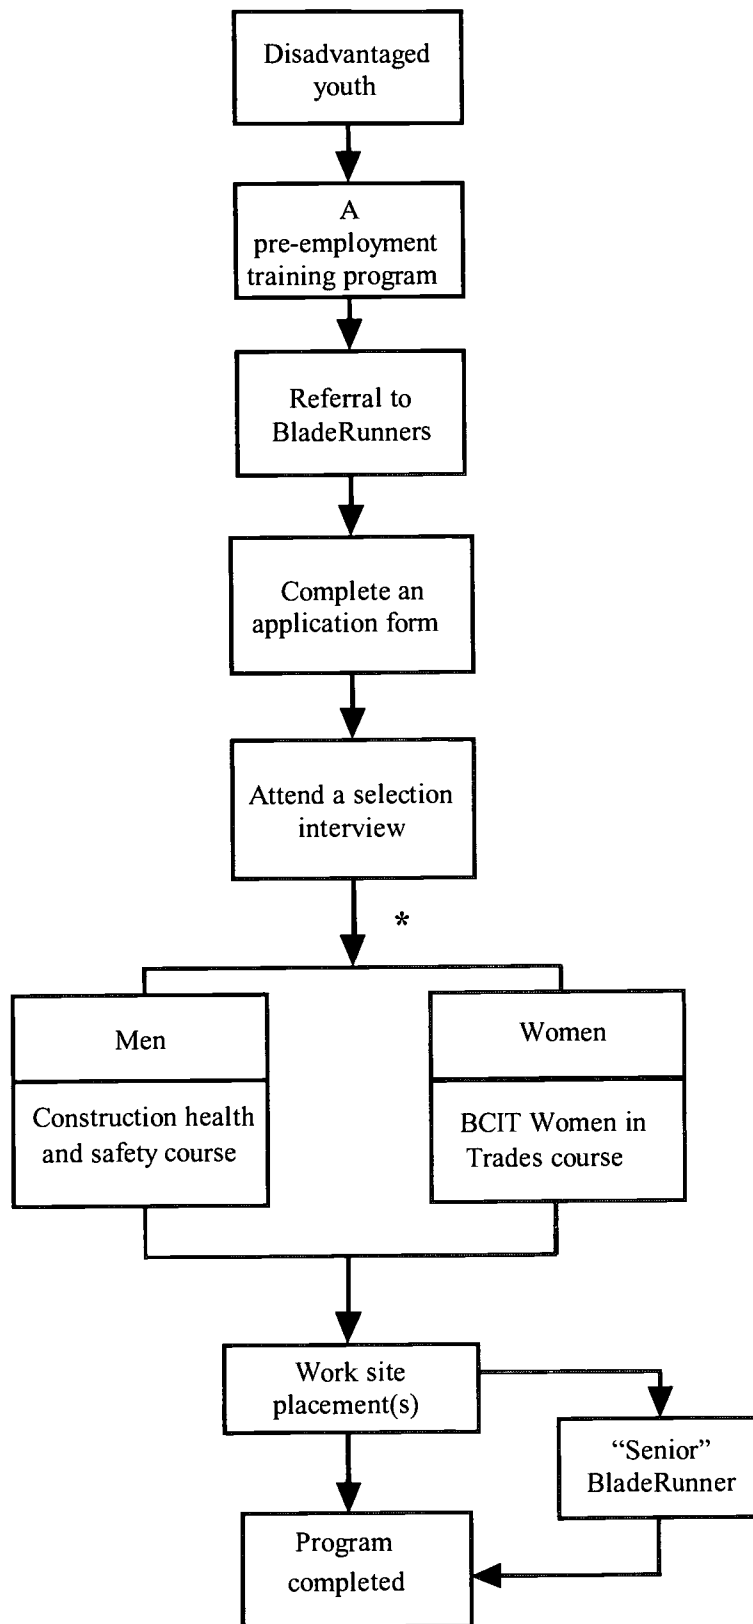 Disadvantaged
youth
A
pre-employment
training program
Referral to
BladeRunners
Complete an
application form
Attend a selection
interview
*
Men
Construction health
and safety course
Women
BCIT Women in
Trades course
Work site
placement(s)
“Senior”
BladeRunner
Program
completed